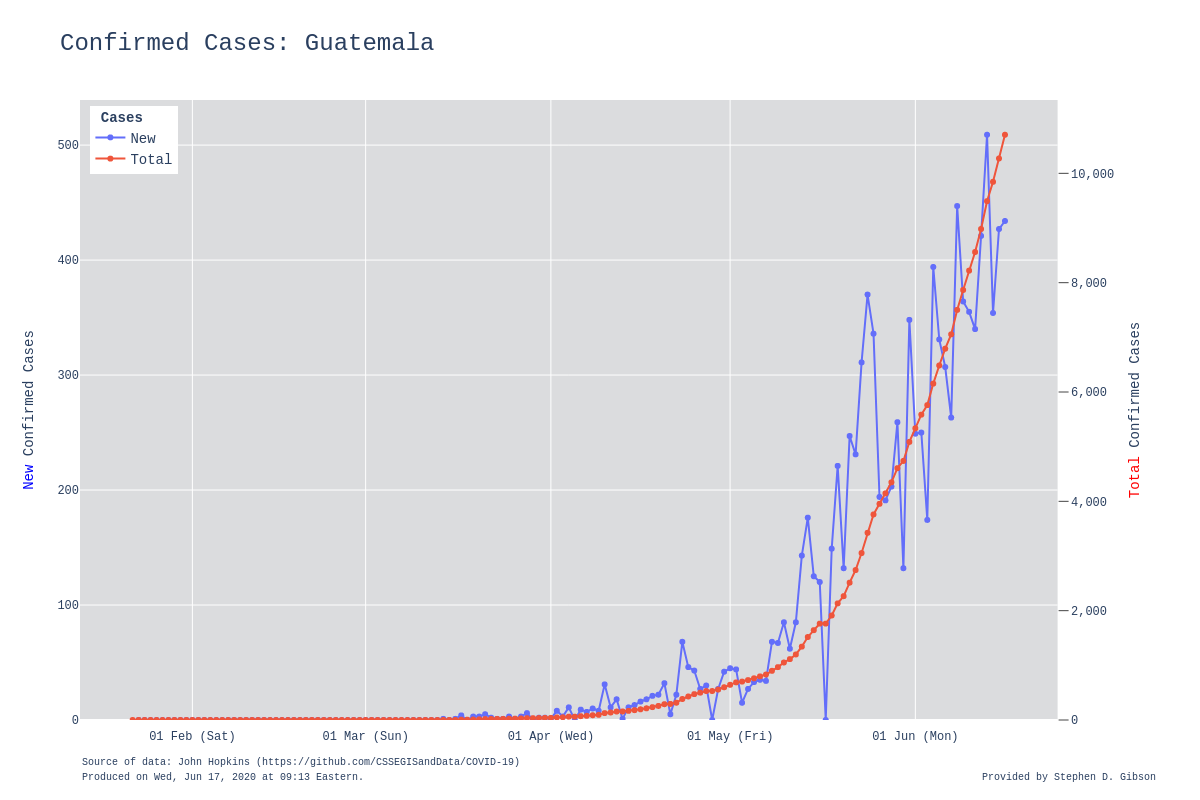 Confirmed Cases: Guatemala
Cases
New
Total
500
400
300
200
100
0
10,000
8,000
6,000
4,000
2,000
0
New Confirmed Cases
Total Confirmed Cases
01 Feb (Sat)
01 Mar (Sun)
01 Apr (Wed)
01 May (Fri)
01 Jun (Mon)
Source of data: John Hopkins (https://github.com/CSSEGISandData/COVID-19)
Produced on Wed, Jun 17, 2020 at 09:13 Eastern.
Provided by Stephen D. Gibson